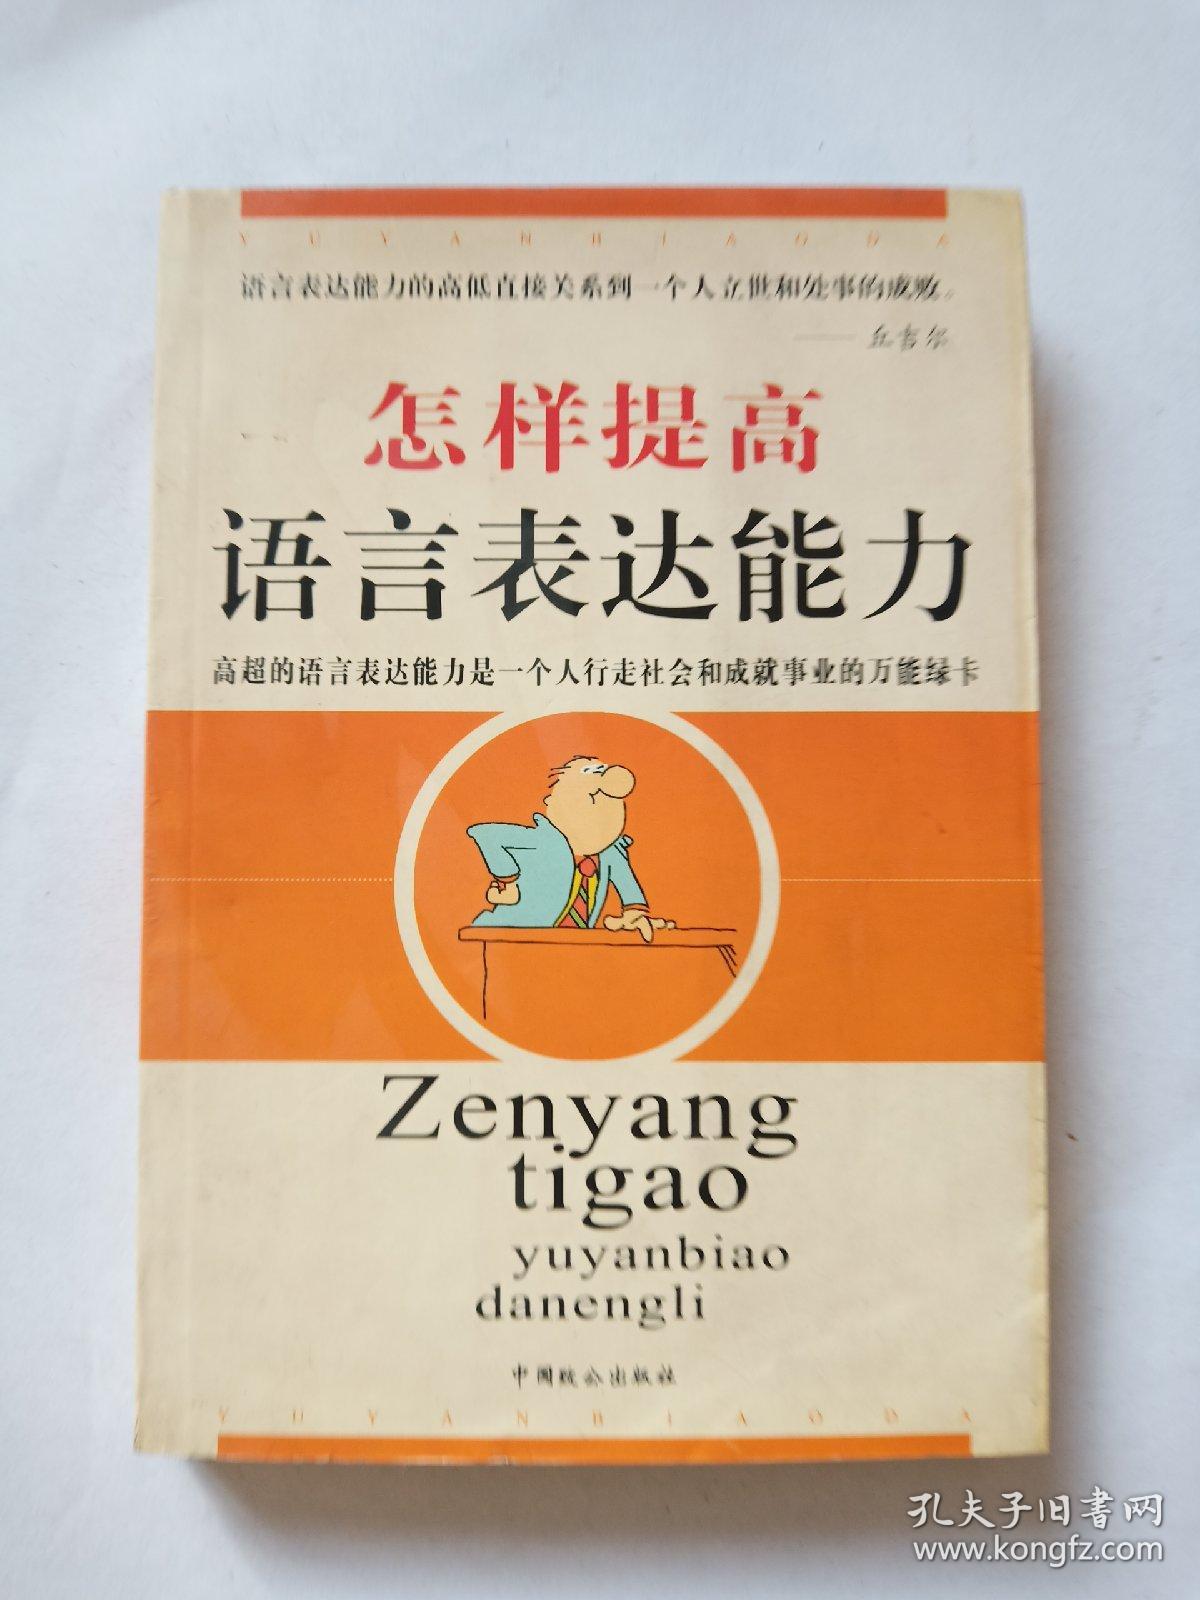 YUYANBIAODA
语言表达能力的高低直接关系到一个人立世和处事的成败。
——丘吉尔
怎样提高
语言表达能力
高超的语言表达能力是一个人行走社会和成就事业的万能绿卡
Zenyang
tigao
yuyanbiao
danengli
中国致公出版社
YUYANBIAODA
孔夫子旧书网
www.kongfz.com